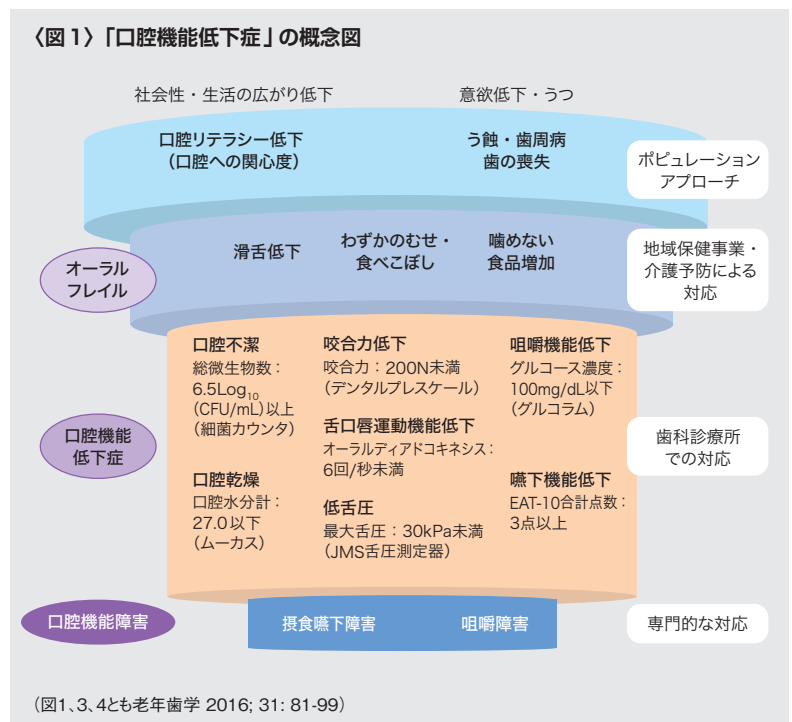 〈図1〉「口腔機能低下症」の概念図
社会性・生活の広がり低下
意欲低下・うつ
口腔リテラシー低下
（口腔への関心度）
う蝕・歯周病
歯の喪失
ポピュレーション
アプローチ
オーラル
フレイル
滑舌低下
わずかのむせ・
食べこぼし
噛めない
食品増加
地域保健事業・
介護予防による
対応
口腔機能
低下症
口腔不潔
総微生物数：
6.5Log10
（CFU/mL）以上
（細菌カウンタ）
口腔乾燥
口腔水分計：
27.0以下
（ムーカス）
咬合力低下
咬合力：200N未満
（デンタルプレスケール）
舌口唇運動機能低下
オーラルディアドコキネシス：
6回/秒未満
低舌圧
最大舌圧：30kPa未満
（JMS舌圧測定器）
咀嚼機能低下
グルコース濃度：
100mg/dL以下
（グルコラム）
嚥下機能低下
EAT-10合計点数：
3点以上
歯科診療所
での対応
口腔機能障害
摂食嚥下障害
咀嚼障害
専門的な対応
（図1、3、4とも老年歯学 2016; 31: 81-99）